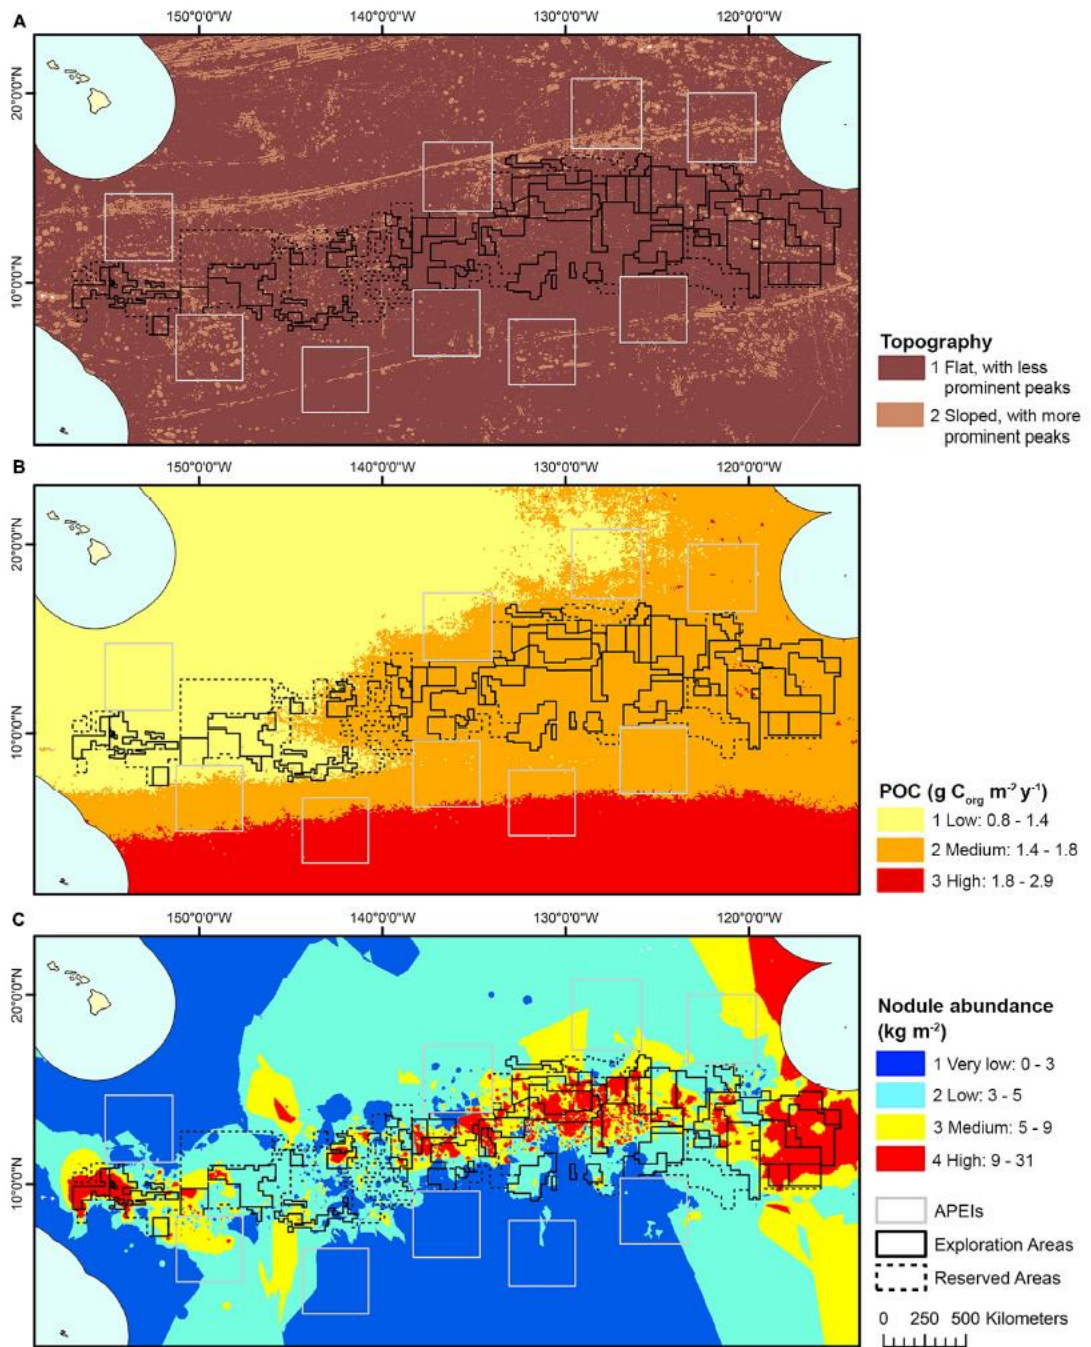 A
150°0'0"W 140°0'0"W 130°0'0"W 120°0'0"W
20°0'0"N
10°0'0"N
Topography
1 Flat, with less
prominent peaks
2 Sloped, with more
prominent peaks
B
150°0'0"W 140°0'0"W 130°0'0"W 120°0'0"W
20°0'0"N
10°0'0"N
POC (g C_org m⁻² y⁻¹)
1 Low: 0.8 - 1.4
2 Medium: 1.4 - 1.8
3 High: 1.8 - 2.9
C
150°0'0"W 140°0'0"W 130°0'0"W 120°0'0"W
20°0'0"N
10°0'0"N
Nodule abundance
(kg m⁻²)
1 Very low: 0 - 3
2 Low: 3 - 5
3 Medium: 5 - 9
4 High: 9 - 31
APEIs
Exploration Areas
Reserved Areas
0 250 500 Kilometers